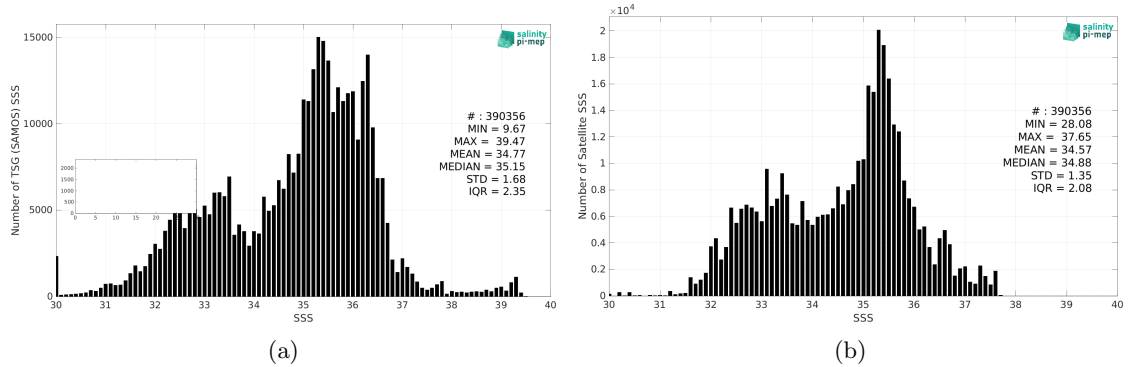 15000
10000
5000
0
30
31
32
33
34
35
36
37
38
39
40
SSS
Number of TSG (SAMOS) SSS
2000
1500
1000
500
0
0
5
10
15
20
25
salinity
pi-mep
# : 390356
MIN = 9.67
MAX = 39.47
MEAN = 34.77
MEDIAN = 35.15
STD = 1.68
IQR = 2.35
(a)
×10⁴
2
1.8
1.6
1.4
1.2
1
0.8
0.6
0.4
0.2
0
30
31
32
33
34
35
36
37
38
39
40
SSS
Number of Satellite SSS
salinity
pi-mep
# : 390356
MIN = 28.08
MAX = 37.65
MEAN = 34.57
MEDIAN = 34.88
STD = 1.35
IQR = 2.08
(b)